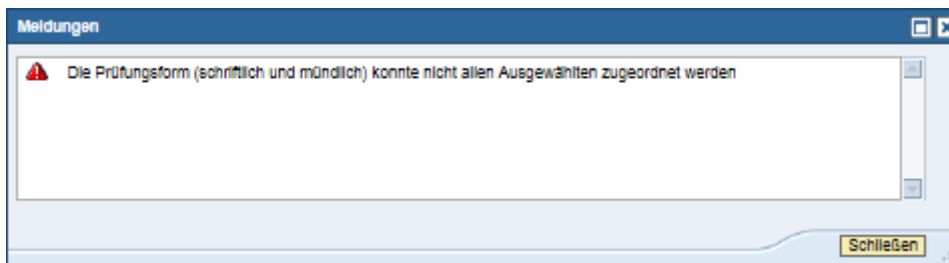 Meldungen
Die Prüfungsform (schriftlich und mündlich) konnte nicht allen Ausgewählten zugeordnet werden
Schließen